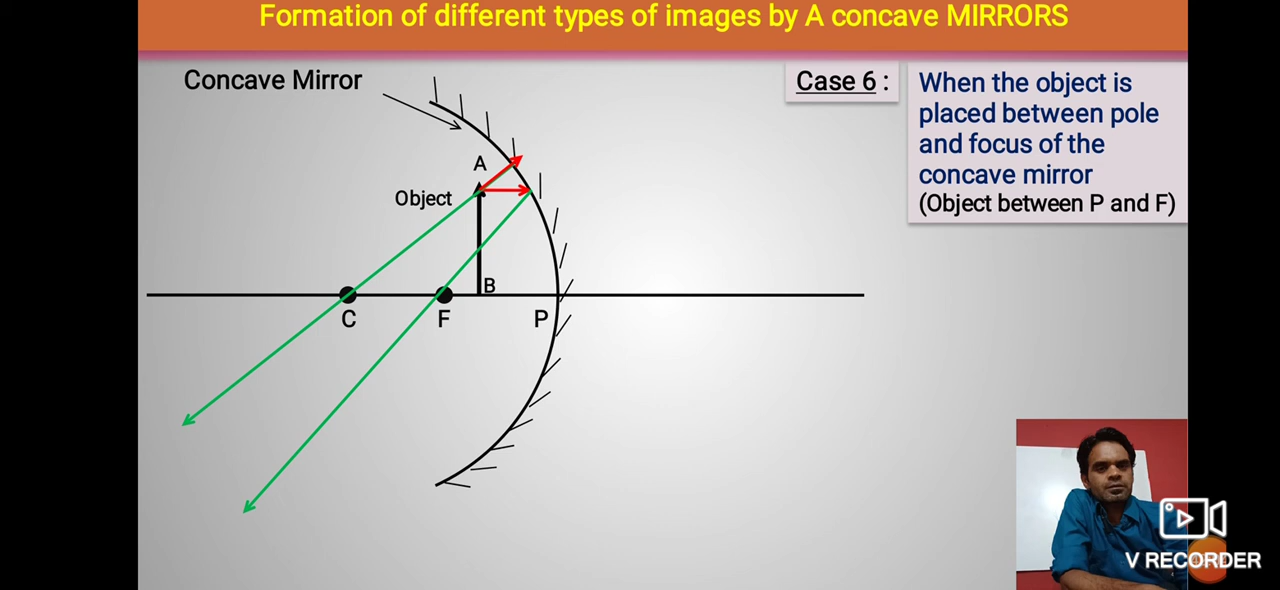 Formation of different types of images by A concave MIRRORS
Concave Mirror
Case 6 :
When the object is
placed between pole
and focus of the
concave mirror
(Object between P and F)
A
Object
B
C
F
P
V RECORDER